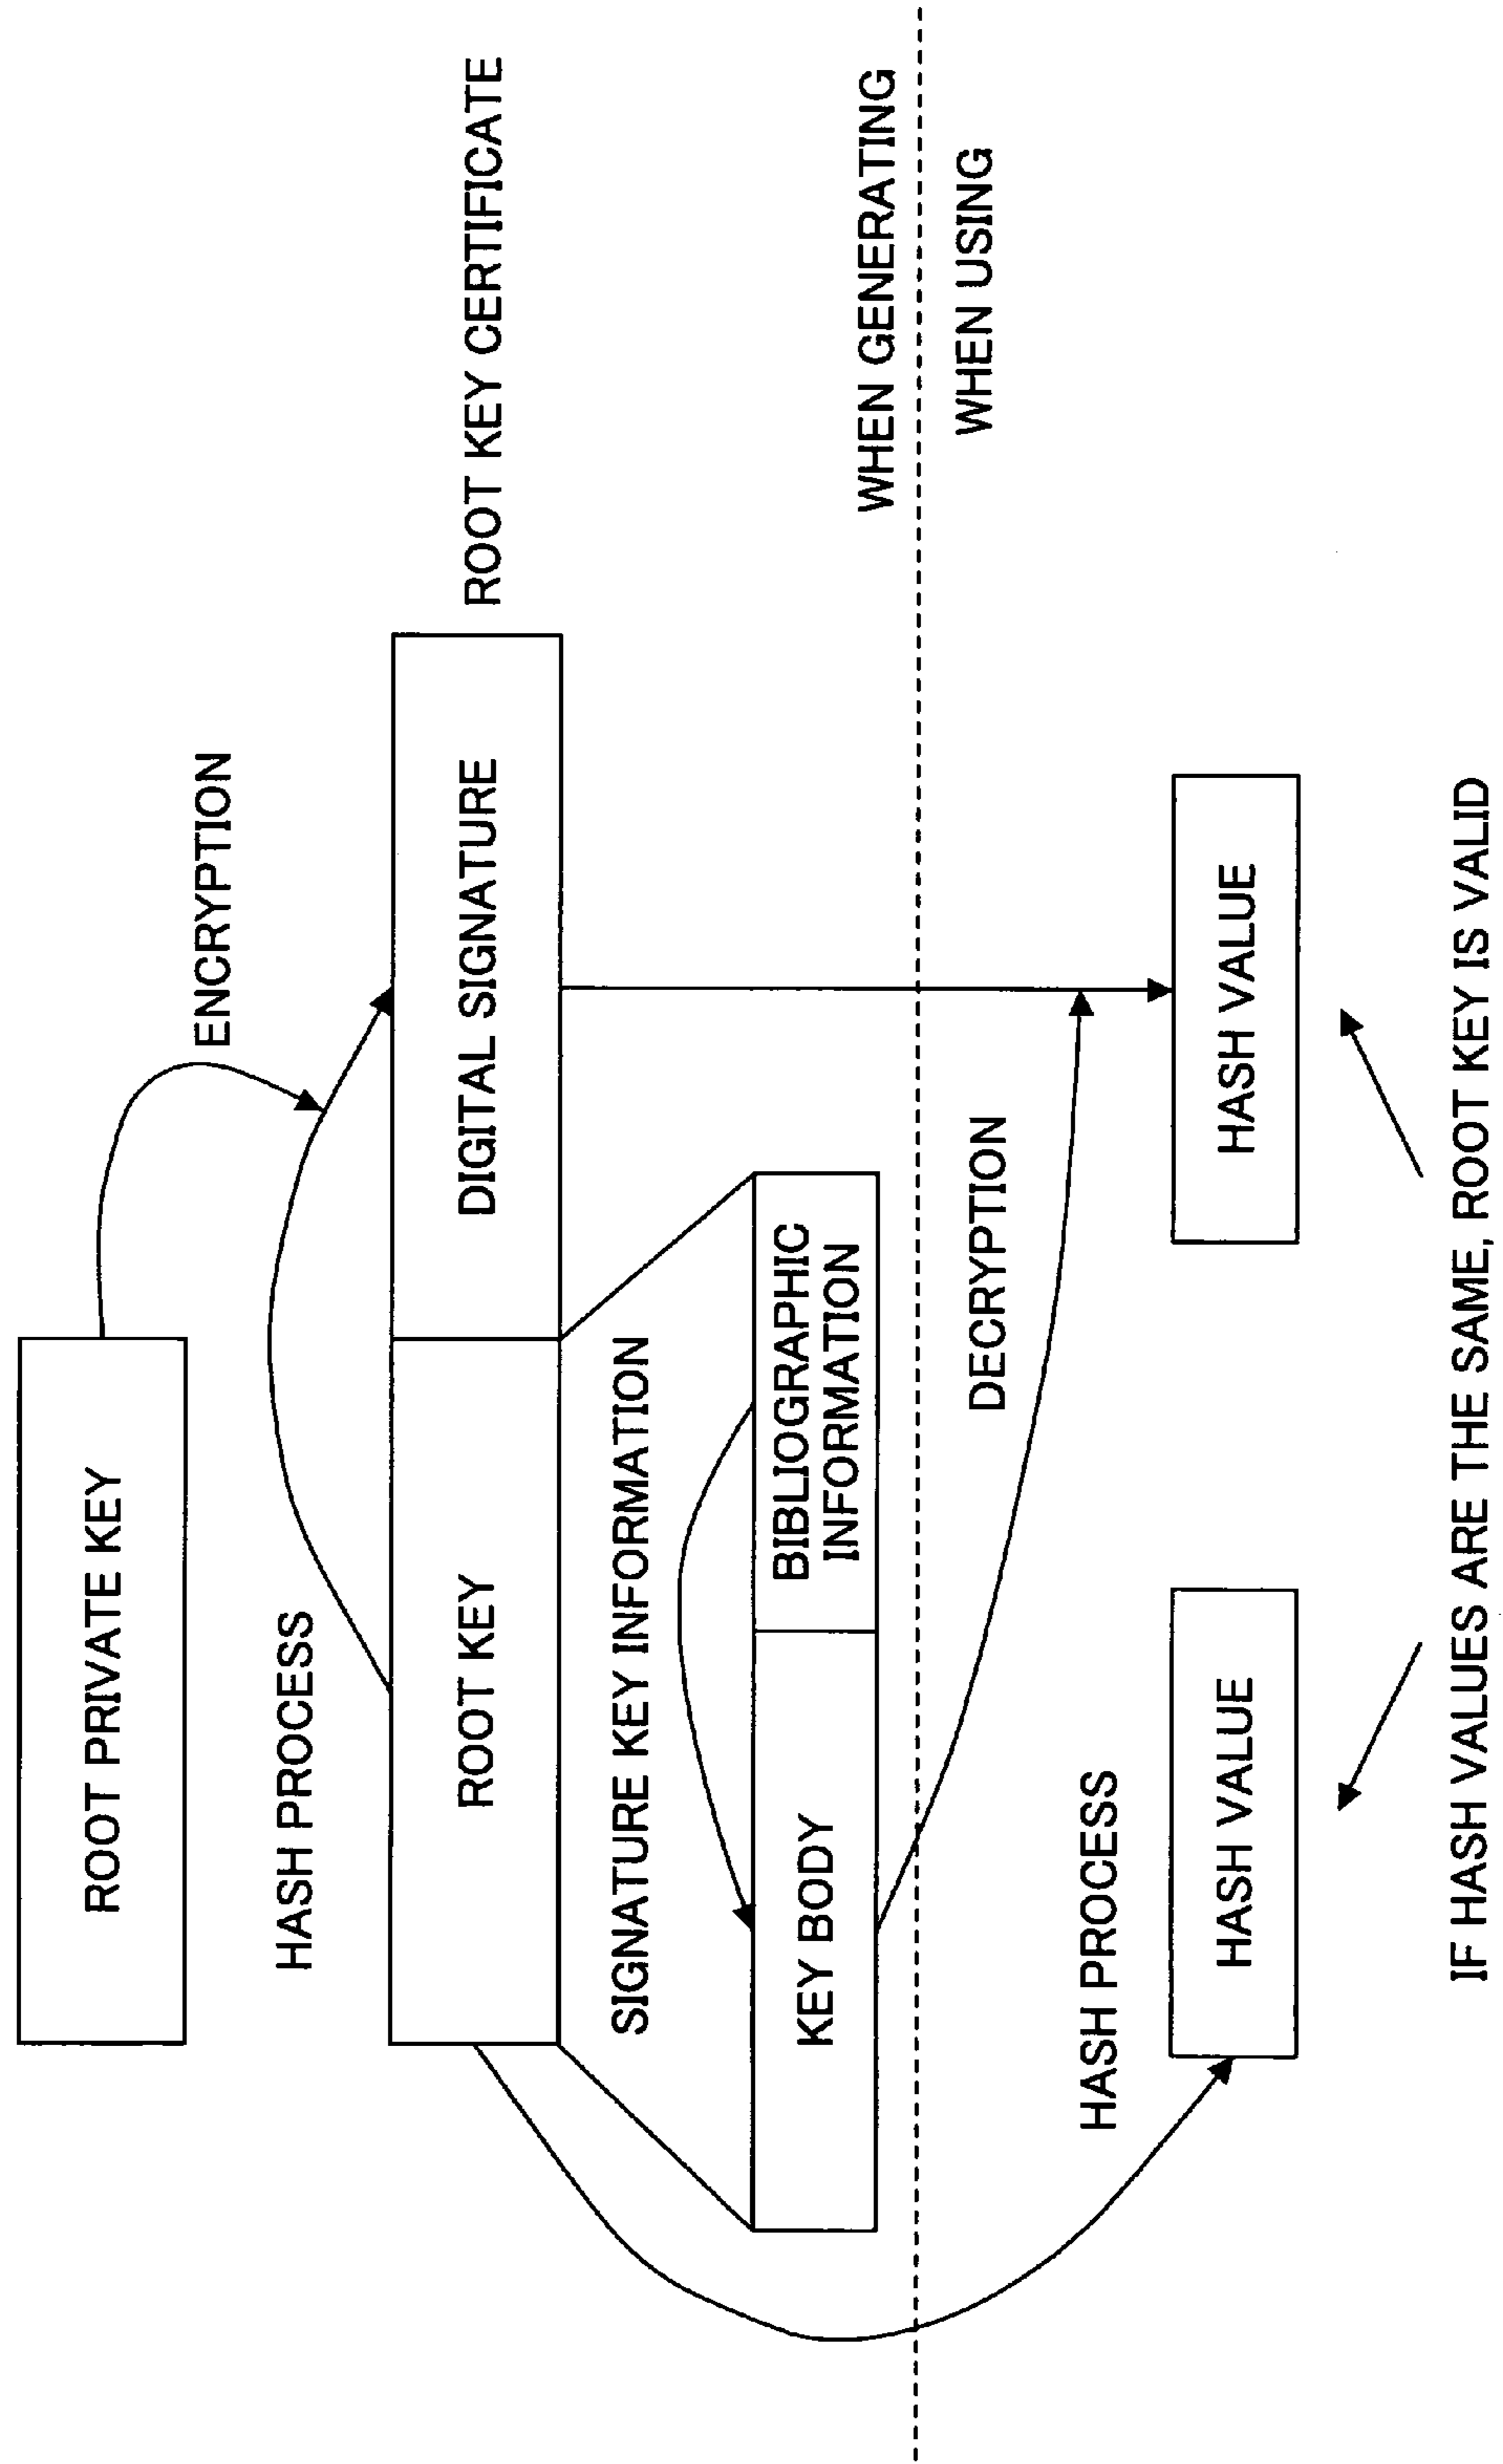 ROOT PRIVATE KEY
ENCRYPTION
HASH PROCESS
ROOT KEY
DIGITAL SIGNATURE
ROOT KEY CERTIFICATE
SIGNATURE KEY INFORMATION
KEY BODY
BIBLIOGRAPHIC
INFORMATION
WHEN GENERATING
WHEN USING
DECRYPTION
HASH PROCESS
HASH VALUE
HASH VALUE
IF HASH VALUES ARE THE SAME, ROOT KEY IS VALID